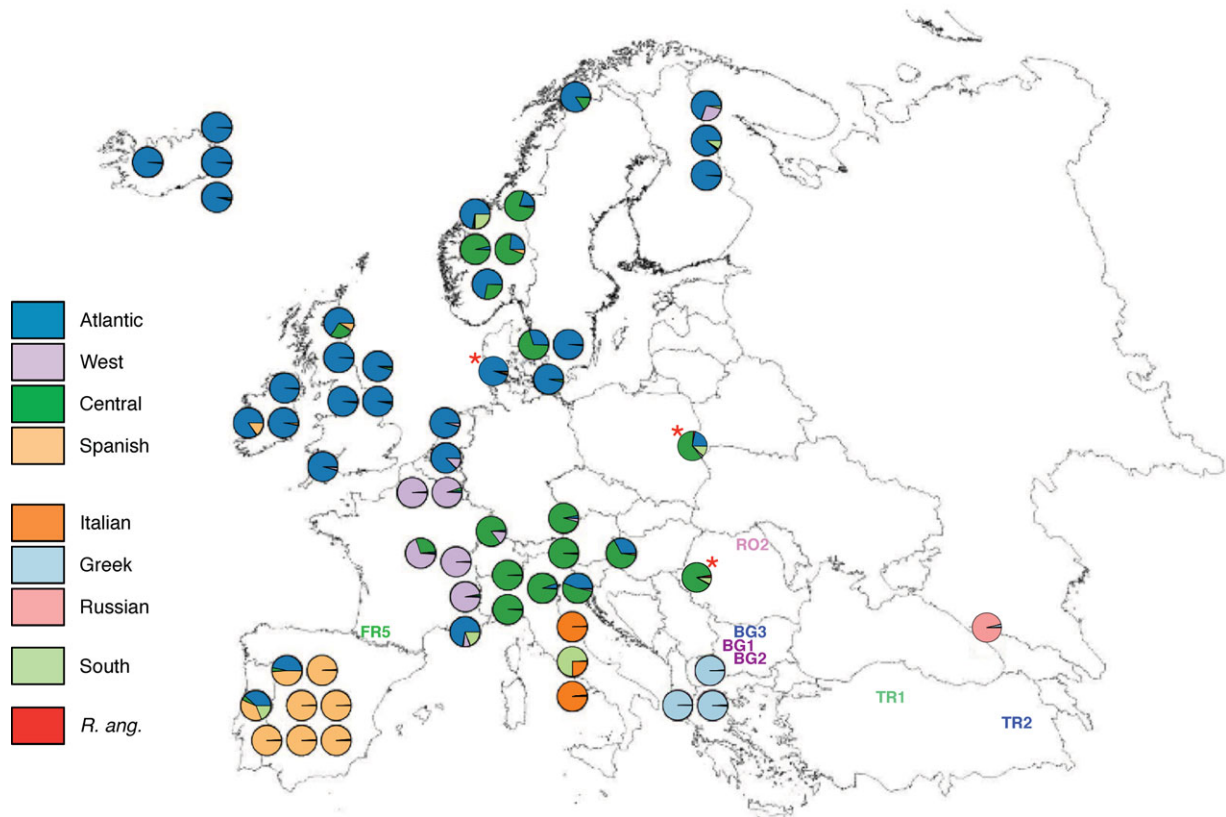 Atlantic
West
Central
Spanish
Italian
Greek
Russian
South
R. ang.
*
*
RO2
*
FR5
BG3
BG1
BG2
TR1
TR2